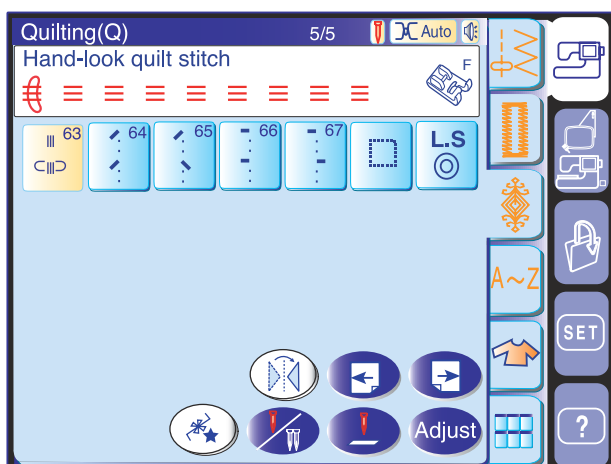 Quilting(Q) 5/5 Auto
Hand-look quilt stitch
F
63 64 65 66 67 L.S
A~Z
SET
Adjust
?